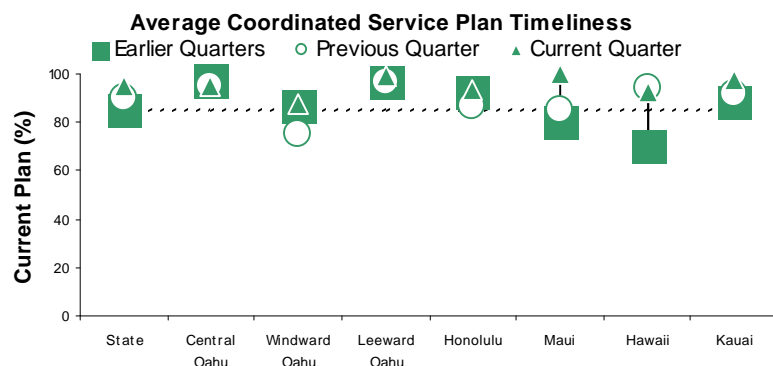 Average Coordinated Service Plan Timeliness
Earlier Quarters Previous Quarter Current Quarter
Current Plan (%)
100
80
60
40
20
0
State Central Windward Leeward Honolulu Maui Hawaii Kauai
Oahu Oahu Oahu